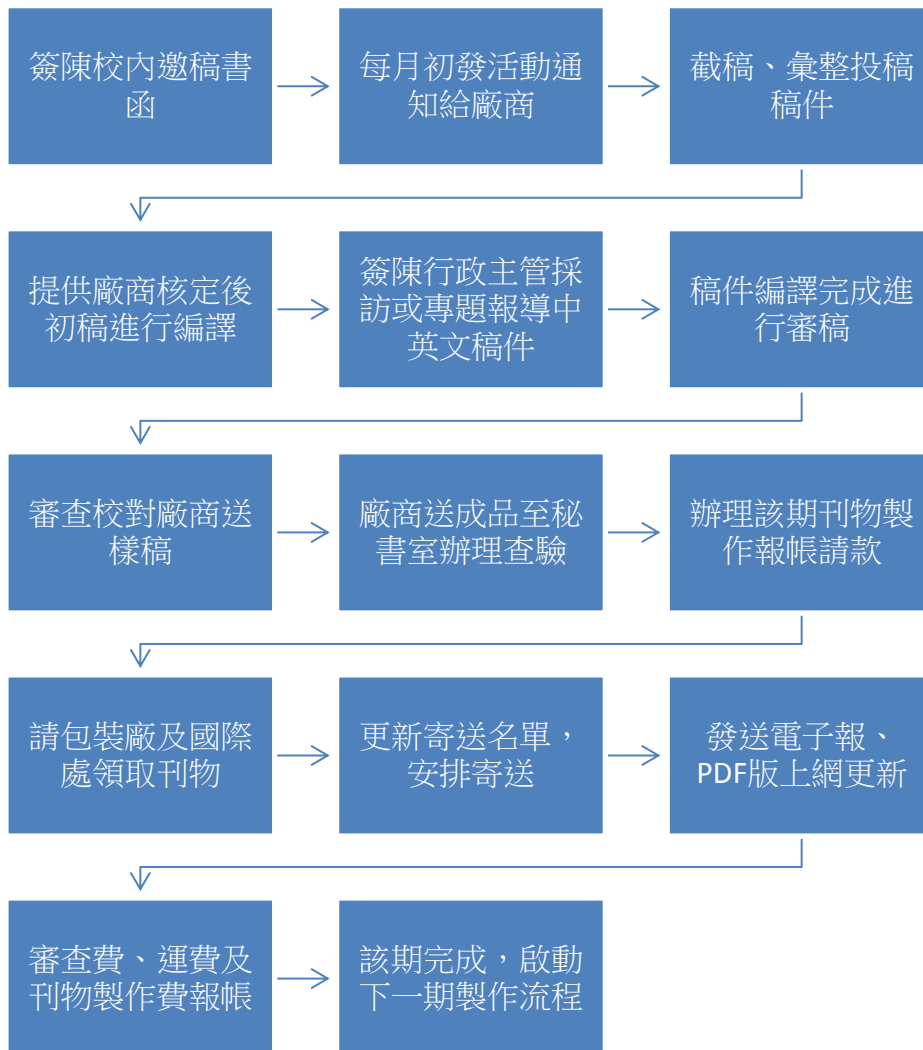 簽陳校內邀稿書
函
每月初發活動通
知給廠商
截稿、彙整投稿
稿件
提供廠商核定後
初稿進行編譯
簽陳行政主管採
訪或專題報導中
英文稿件
稿件編譯完成進
行審稿
審查校對廠商送
樣稿
廠商送成品至秘
書室辦理查驗
辦理該期刊物製
作報帳請款
請包裝廠及國際
處領取刊物
更新寄送名單，
安排寄送
發送電子報、
PDF版上網更新
審查費、運費及
刊物製作費報帳
該期完成，啟動
下一期製作流程